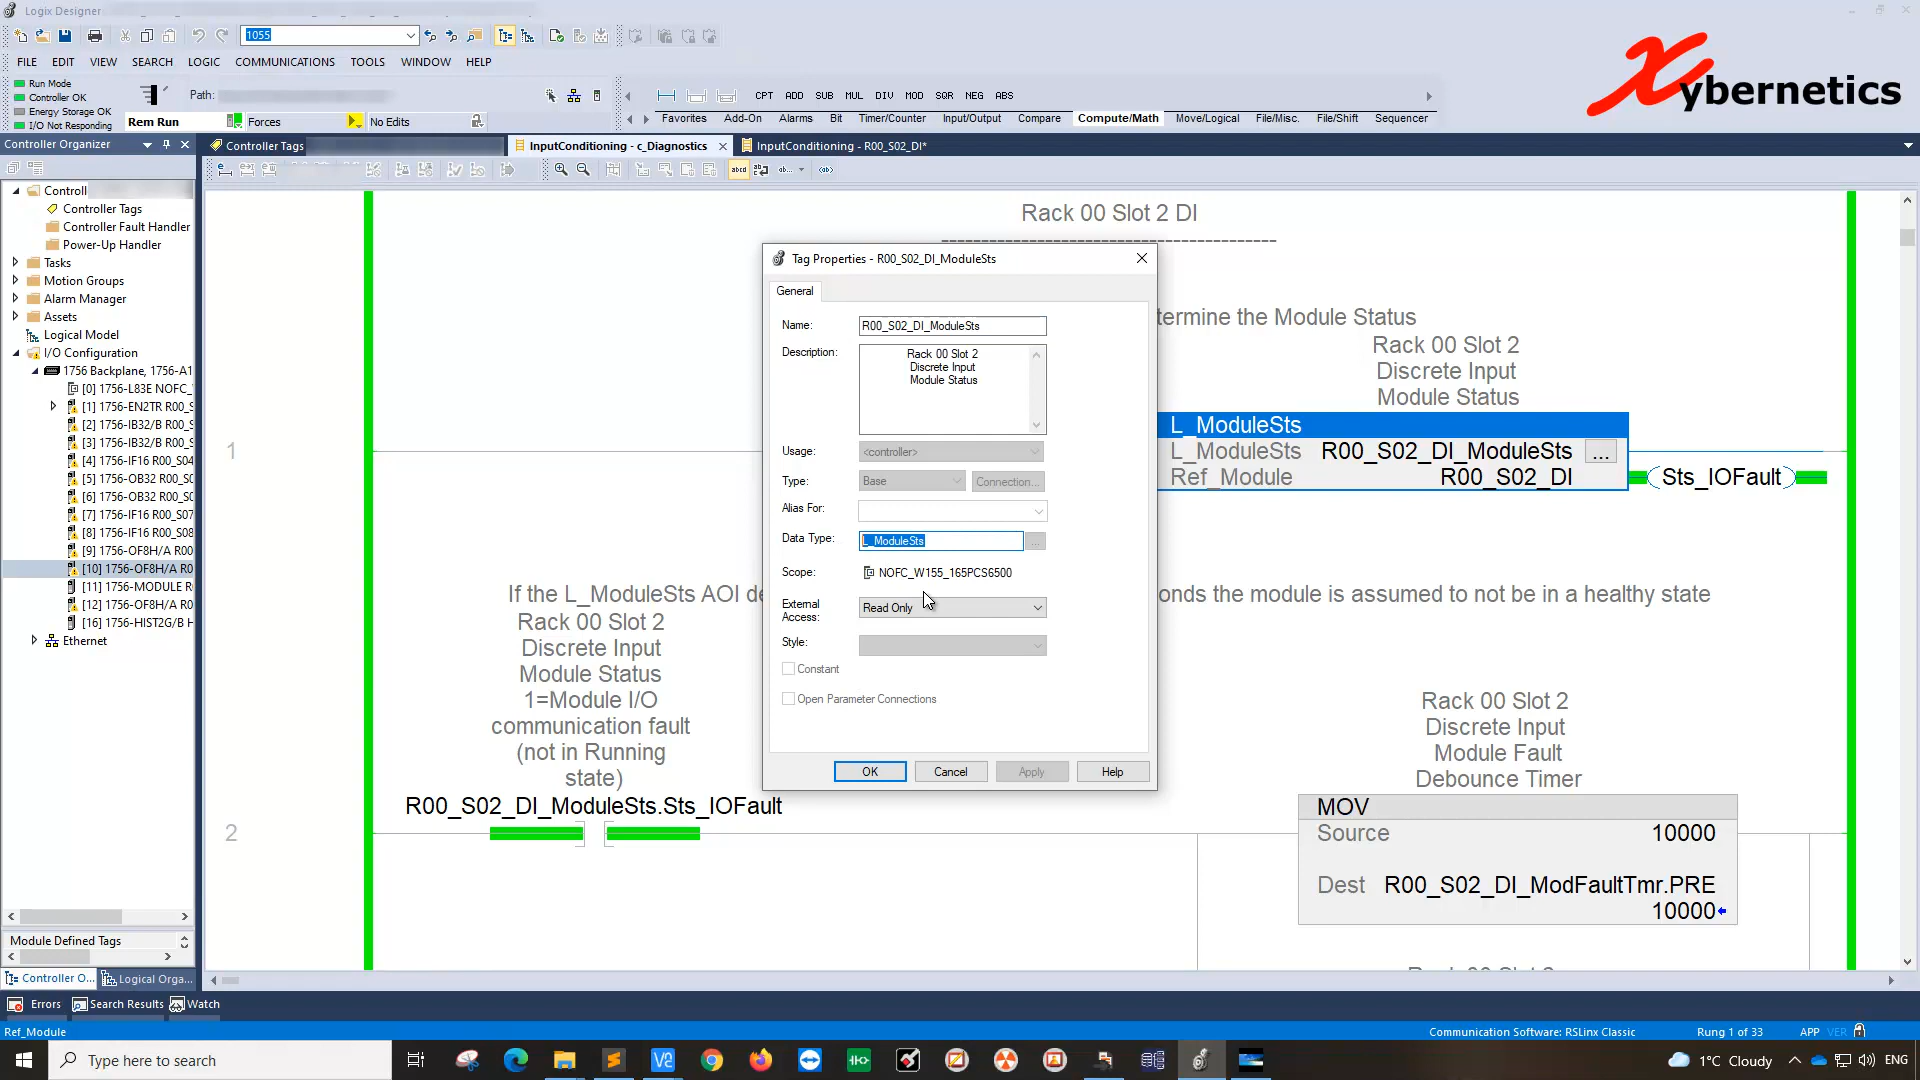 Logix Designer
Xybernetics
1055
FILE EDIT VIEW SEARCH LOGIC COMMUNICATIONS TOOLS WINDOW HELP
Run Mode
Controller OK
Energy Storage OK
I/O Not Responding
Path:
Rem Run
Forces
No Edits
CPT ADD SUB MUL DIV MOD SQR NEG ABS
Favorites Add-On Alarms Bit Timer/Counter Input/Output Compare Compute/Math Move/Logical File/Misc. File/Shift Sequencer
Controller Organizer
Controller Tags
InputConditioning - c_Diagnostics
InputConditioning - R00_S02_DI*
Controll
Controller Tags
Controller Fault Handler
Power-Up Handler
Tasks
Motion Groups
Alarm Manager
Assets
Logical Model
I/O Configuration
1756 Backplane, 1756-A1
[0] 1756-L83E NOFC_
[1] 1756-EN2TR R00_S
[2] 1756-IB32/B R00_S
[3] 1756-IB32/B R00_S
[4] 1756-IF16 R00_S04
[5] 1756-OB32 R00_S
[6] 1756-OB32 R00_S
[7] 1756-IF16 R00_S07
[8] 1756-IF16 R00_S08
[9] 1756-OF8H/A R00
[10] 1756-OF8H/A R0
[11] 1756-MODULE R
[12] 1756-OF8H/A R0
[16] 1756-HIST2G/B H
Ethernet
Module Defined Tags
Controller O...
Logical Orga...
Rack 00 Slot 2 DI
----------------------------------------
termine the Module Status
Rack 00 Slot 2
Discrete Input
Module Status
L_ModuleSts
L_ModuleSts R00_S02_DI_ModuleSts ...
Ref_Module R00_S02_DI
Sts_IOFault
1
If the L_ModuleSts AOI de
onds the module is assumed to not be in a healthy state
Rack 00 Slot 2
Discrete Input
Module Status
1=Module I/O
communication fault
(not in Running
state)
R00_S02_DI_ModuleSts.Sts_IOFault
2
Rack 00 Slot 2
Discrete Input
Module Fault
Debounce Timer
MOV
Source 10000
Dest R00_S02_DI_ModFaultTmr.PRE
10000
Tag Properties - R00_S02_DI_ModuleSts
General
Name: R00_S02_DI_ModuleSts
Description:
Rack 00 Slot 2
Discrete Input
Module Status
Usage: <controller>
Type: Base Connection...
Alias For:
Data Type: L_ModuleSts ...
Scope: NOFC_W155_165PCS6500
External
Access: Read Only
Style:
Constant
Open Parameter Connections
OK Cancel Apply Help
Errors Search Results Watch
Ref_Module
Communication Software: RSLinx Classic
Rung 1 of 33
APP VER
Type here to search
1°C Cloudy
ENG